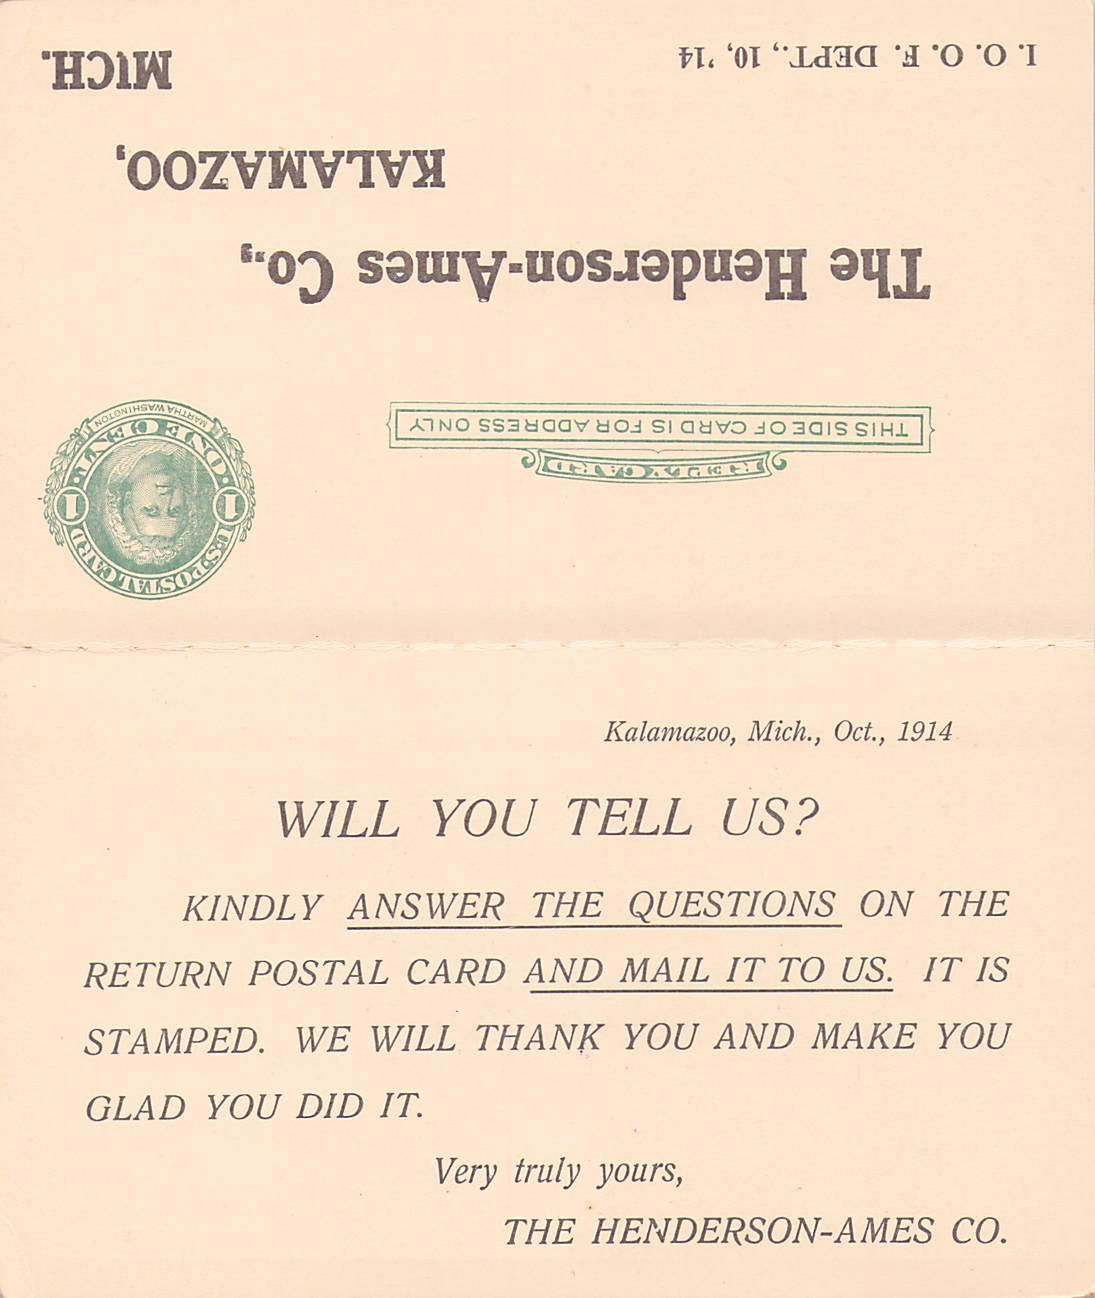 I. O. O. F. DEPT., 10, '14
The Henderson-Ames Co.,
KALAMAZOO,
MICH.
REPLY CARD
THIS SIDE OF CARD IS FOR ADDRESS ONLY
U.S. POSTAL CARD
1 1
ONE CENT
MARTHA WASHINGTON
Kalamazoo, Mich., Oct., 1914
WILL YOU TELL US?
KINDLY ANSWER THE QUESTIONS ON THE
RETURN POSTAL CARD AND MAIL IT TO US. IT IS
STAMPED. WE WILL THANK YOU AND MAKE YOU
GLAD YOU DID IT.
Very truly yours,
THE HENDERSON-AMES CO.